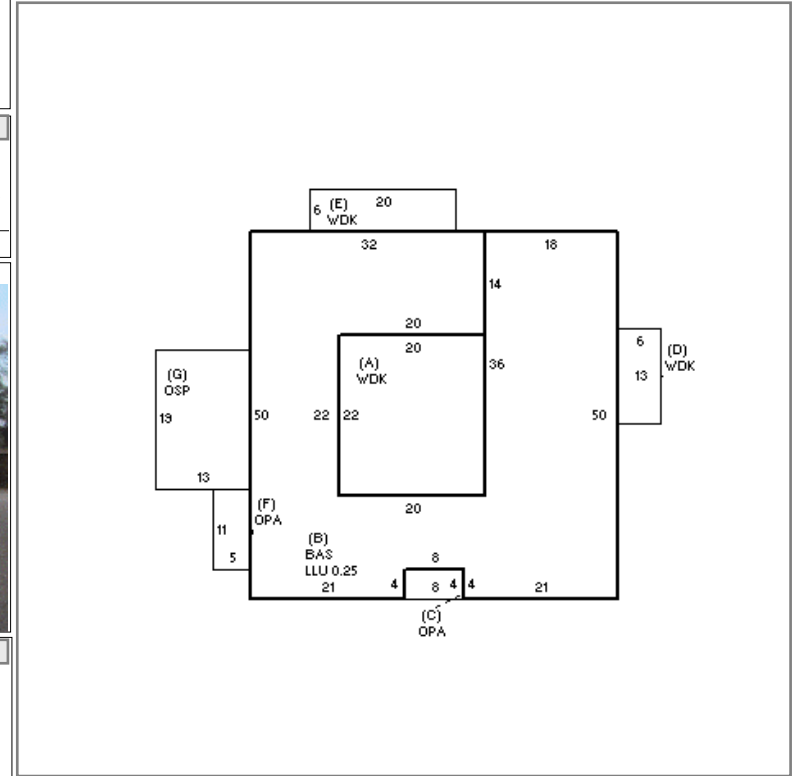 6 (E) 20
WDK
32 18
14
20
20
(A)
WDK
36
6
(D)
WDK
13
(G)
OSP
19
50
22 22
50
13
20
(F)
OPA
11
5
(B)
BAS
LLU 0.25
8
21 4 8 4 4 21
(C)
OPA